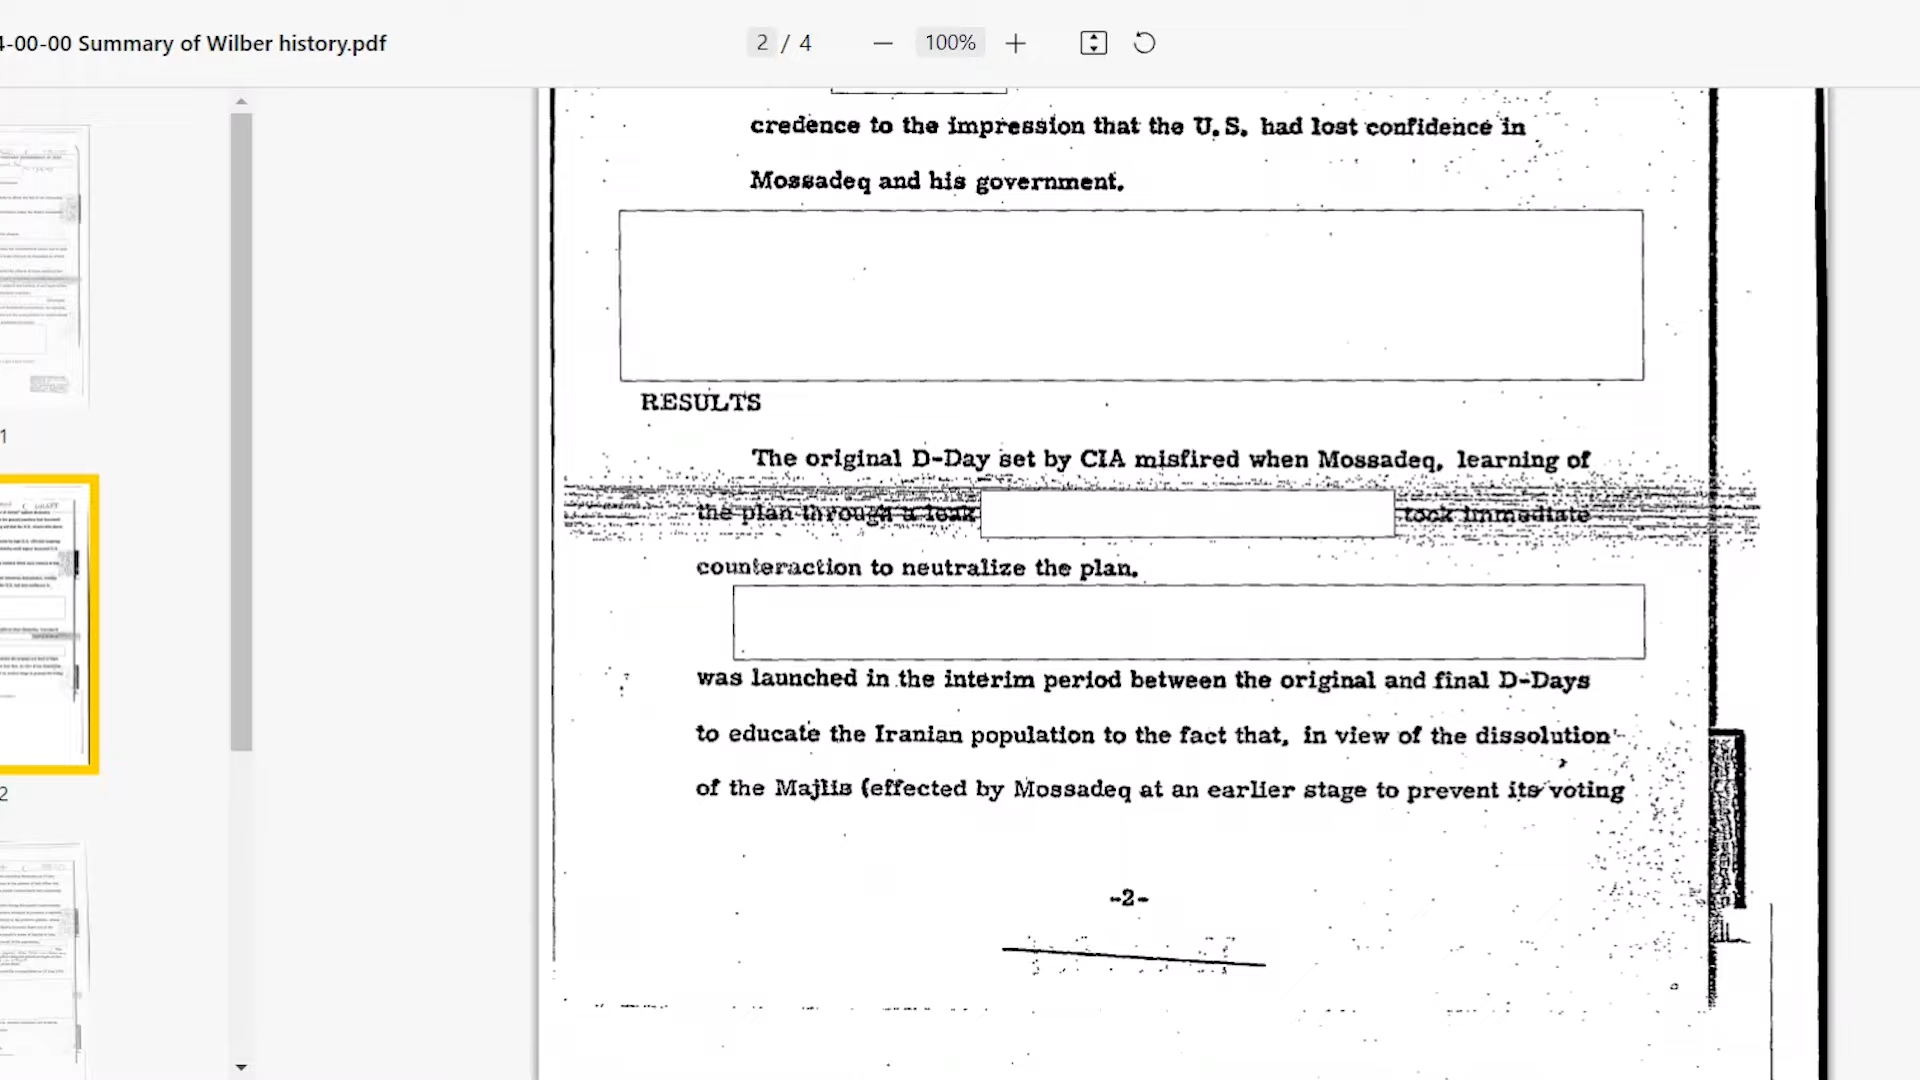 4-00-00 Summary of Wilber history.pdf
2 / 4
100%
credence to the impression that the U.S. had lost confidence in
Mossadeq and his government.
RESULTS
The original D-Day set by CIA misfired when Mossadeq, learning of
the plan through a leak took immediate
counteraction to neutralize the plan.
was launched in the interim period between the original and final D-Days
to educate the Iranian population to the fact that, in view of the dissolution
of the Majlis (effected by Mossadeq at an earlier stage to prevent its voting
-2-
1
2